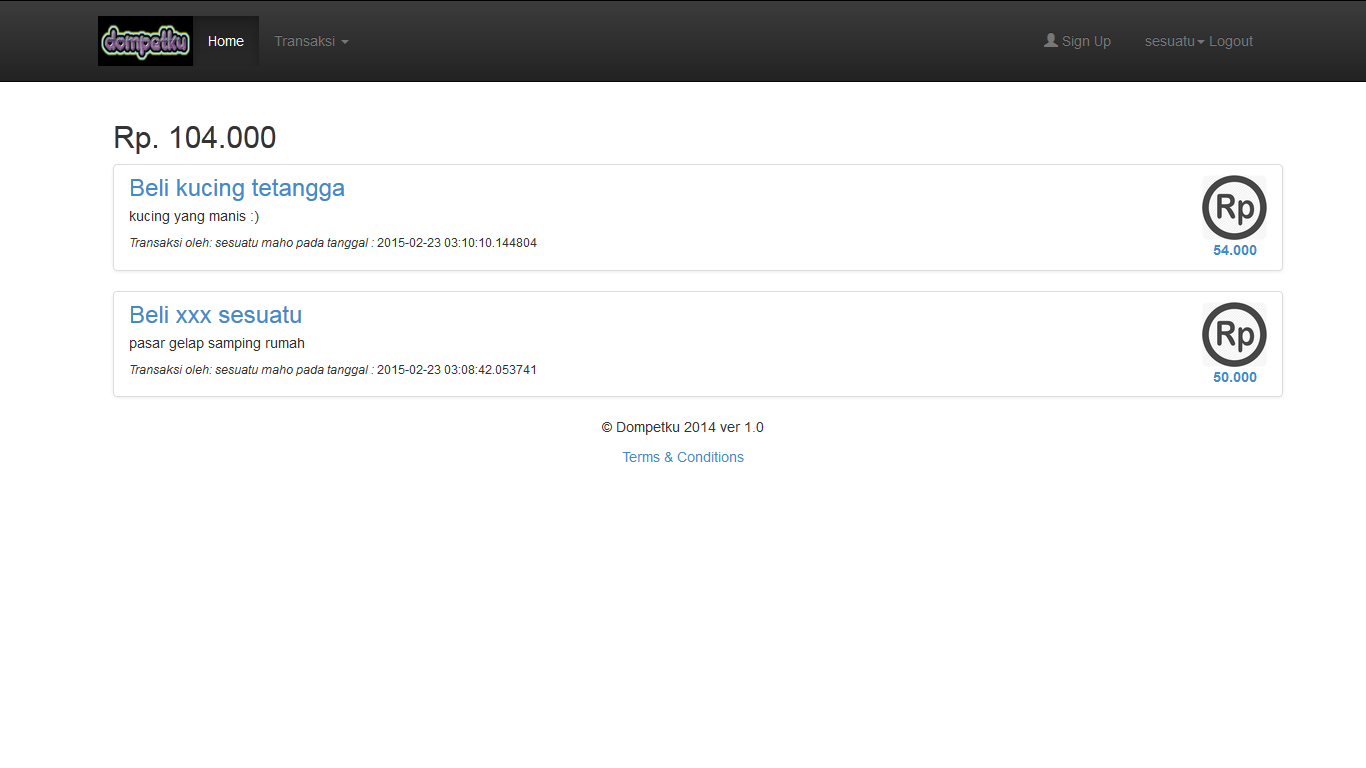 dompetku Home Transaksi Sign Up sesuatu Logout
Rp. 104.000
Beli kucing tetangga
kucing yang manis :)
Transaksi oleh: sesuatu maho pada tanggal : 2015-02-23 03:10:10.144804
Rp
54.000
Beli xxx sesuatu
pasar gelap samping rumah
Transaksi oleh: sesuatu maho pada tanggal : 2015-02-23 03:08:42.053741
Rp
50.000
© Dompetku 2014 ver 1.0
Terms & Conditions